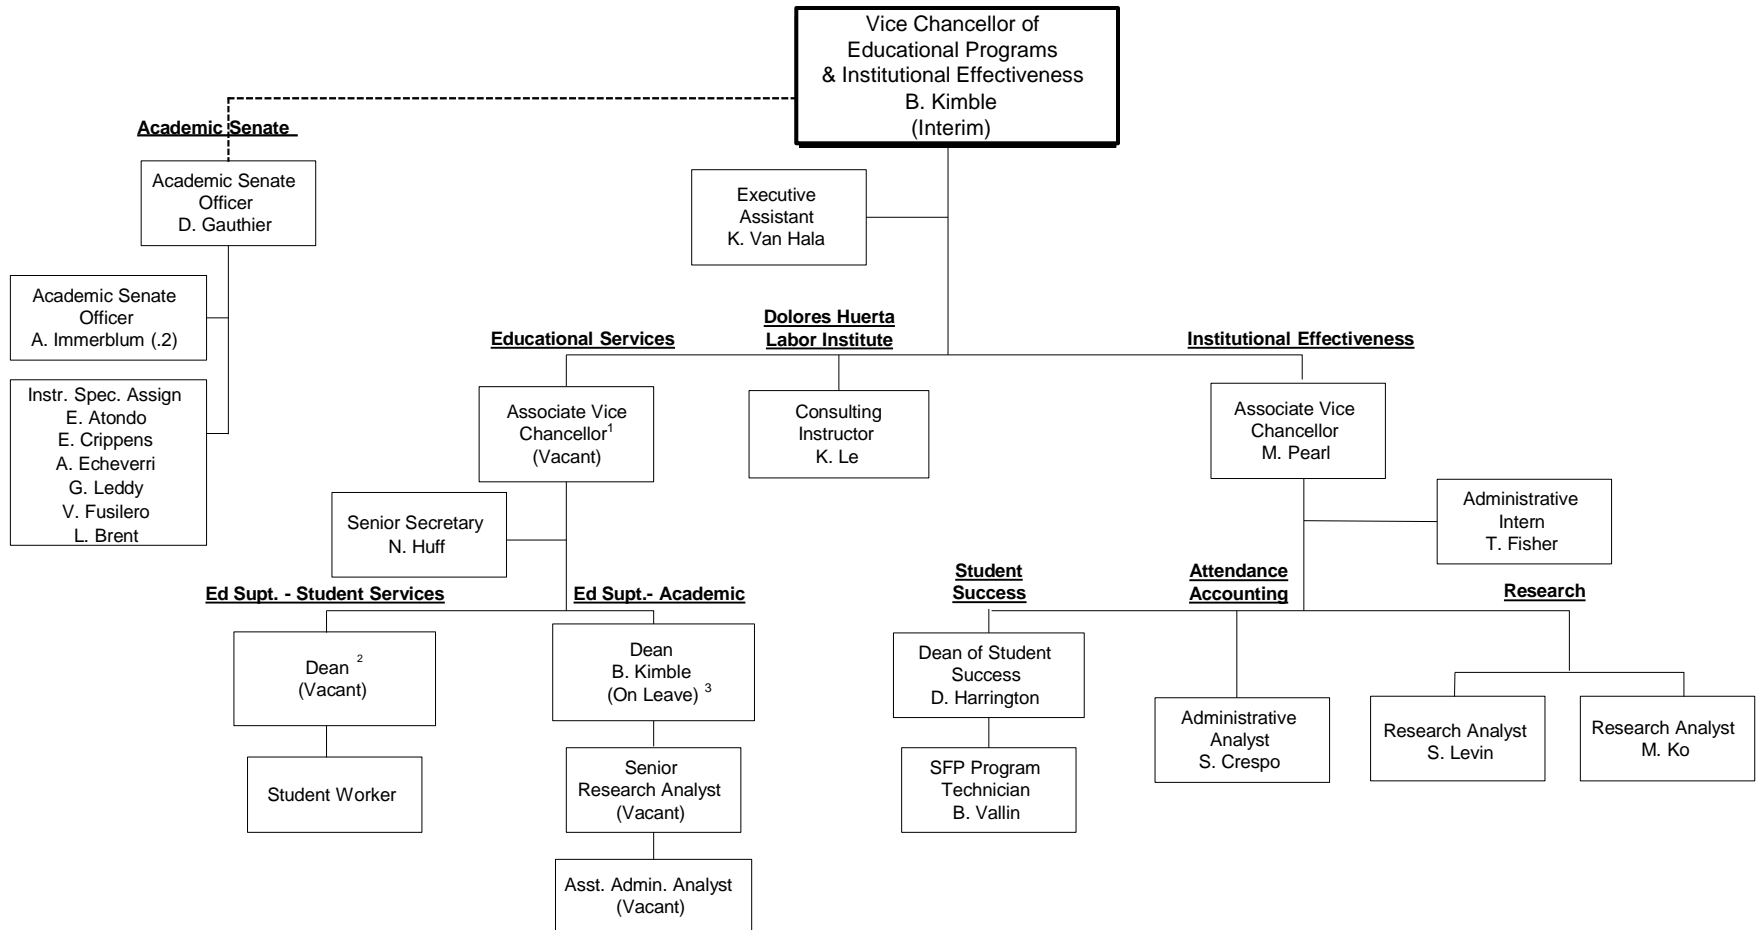 Vice Chancellor of
Educational Programs
& Institutional Effectiveness
B. Kimble
(Interim)
Academic Senate
Academic Senate
Officer
D. Gauthier
Executive
Assistant
K. Van Hala
Academic Senate
Officer
A. Immerblum (.2)
Instr. Spec. Assign
E. Atondo
E. Crippens
A. Echeverri
G. Leddy
V. Fusilero
L. Brent
Educational Services
Dolores Huerta
Labor Institute
Institutional Effectiveness
Associate Vice
Chancellor1
(Vacant)
Consulting
Instructor
K. Le
Associate Vice
Chancellor
M. Pearl
Senior Secretary
N. Huff
Administrative
Intern
T. Fisher
Ed Supt. - Student Services
Ed Supt.- Academic
Student
Success
Attendance
Accounting
Research
Dean 2
(Vacant)
Dean
B. Kimble
(On Leave) 3
Dean of Student
Success
D. Harrington
Administrative
Analyst
S. Crespo
Research Analyst
S. Levin
Research Analyst
M. Ko
Student Worker
Senior
Research Analyst
(Vacant)
SFP Program
Technician
B. Vallin
Asst. Admin. Analyst
(Vacant)